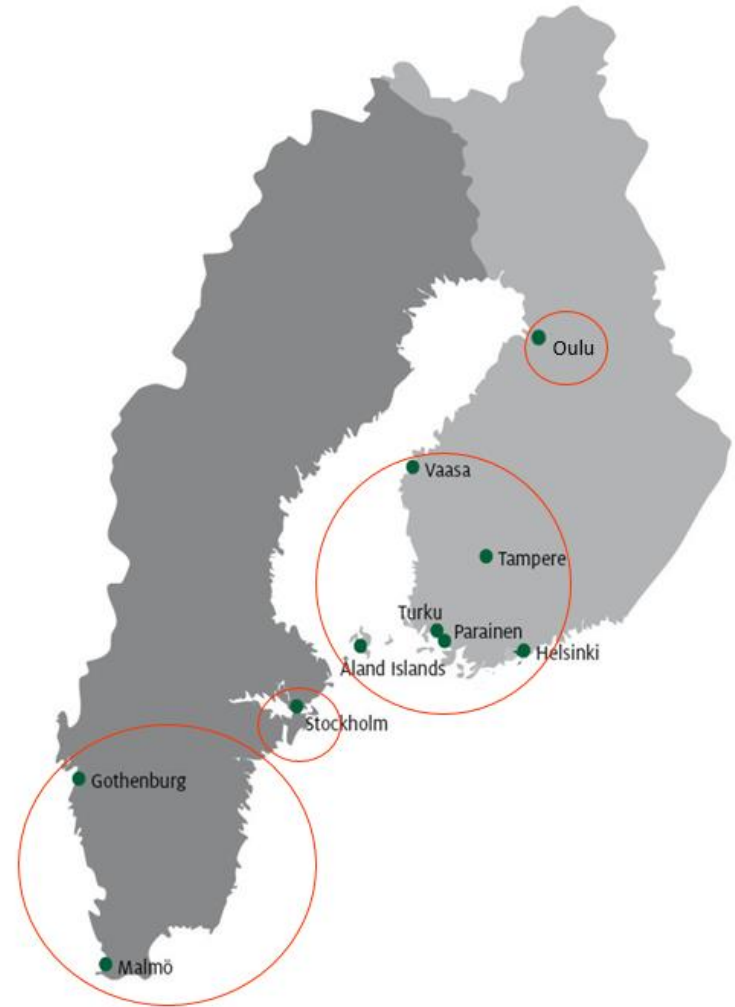 Oulu
Vaasa
Tampere
Turku
Parainen
Helsinki
Åland Islands
Stockholm
Gothenburg
Malmö